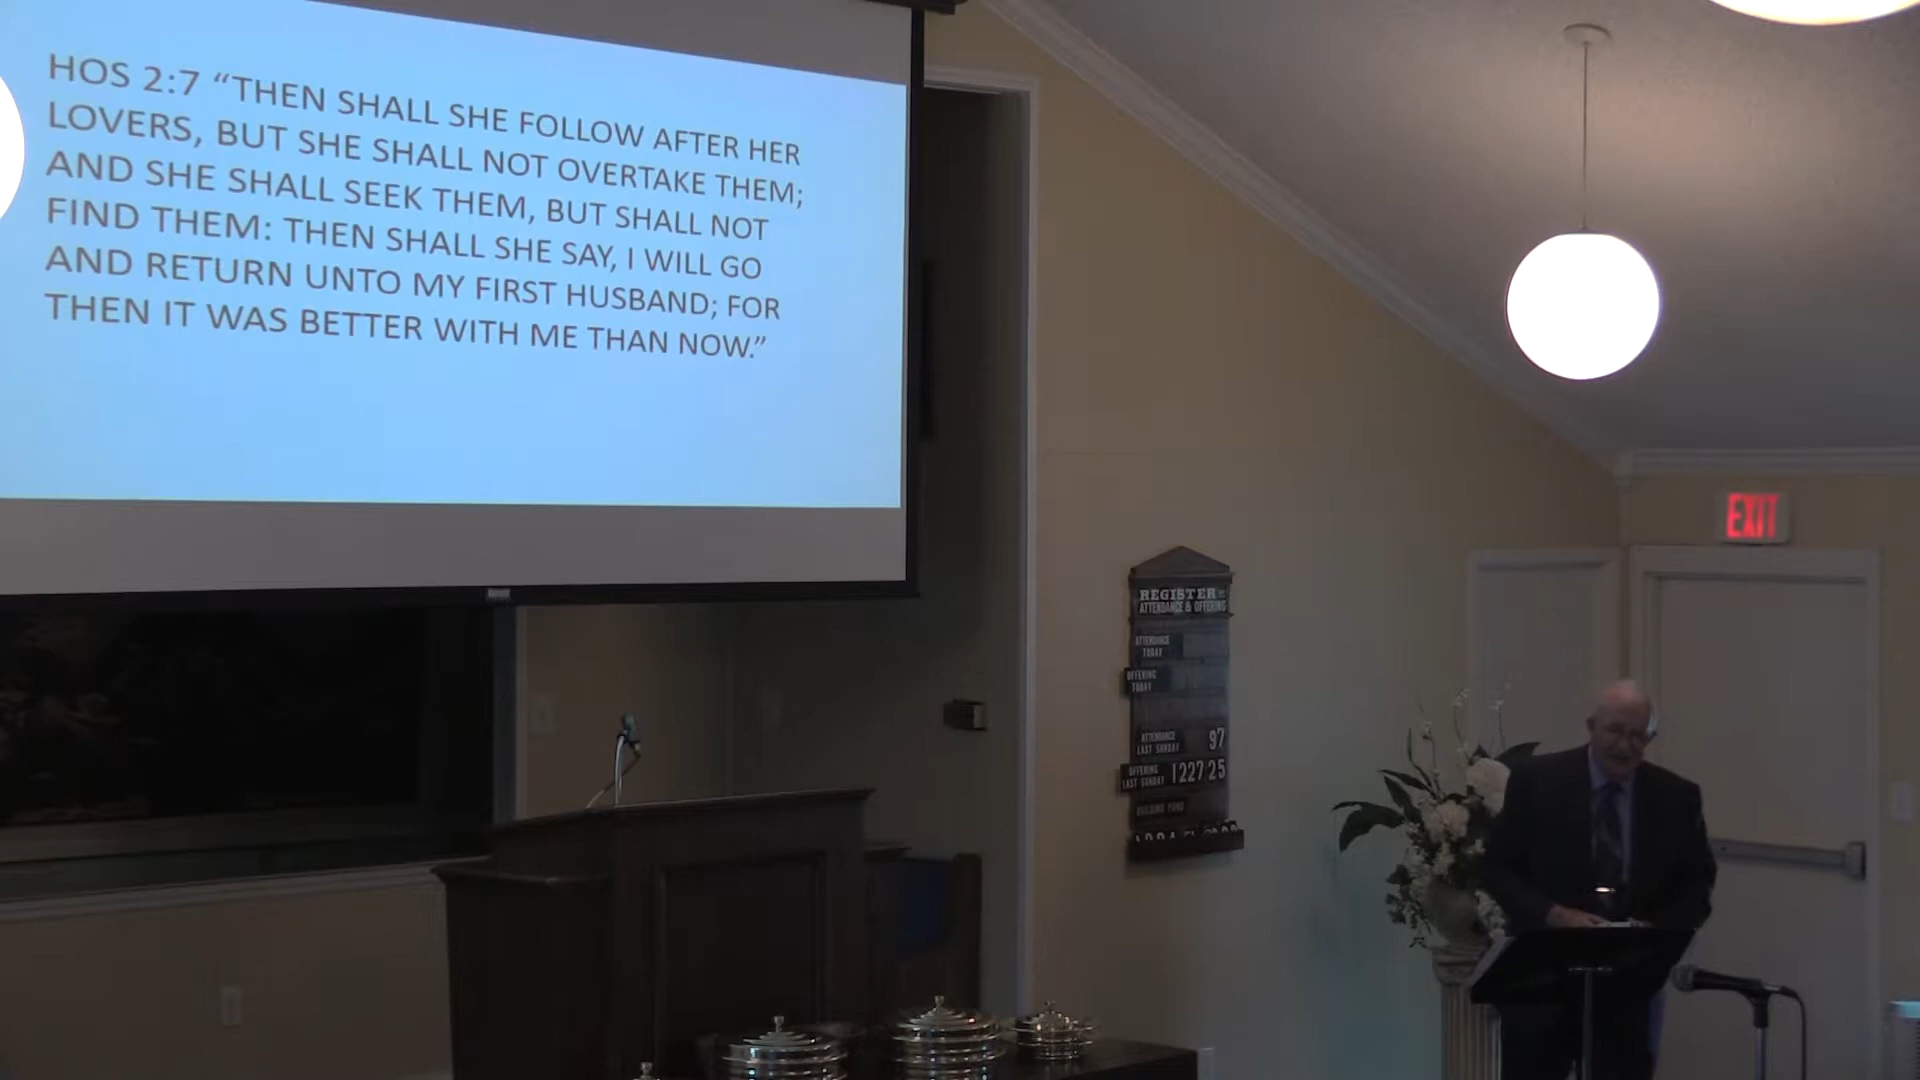 HOS 2:7 “THEN SHALL SHE FOLLOW AFTER HER
LOVERS, BUT SHE SHALL NOT OVERTAKE THEM;
AND SHE SHALL SEEK THEM, BUT SHALL NOT
FIND THEM: THEN SHALL SHE SAY, I WILL GO
AND RETURN UNTO MY FIRST HUSBAND; FOR
THEN IT WAS BETTER WITH ME THAN NOW.”
EXIT
REGISTER
ATTENDANCE & OFFERING
ATTENDANCE
TODAY
OFFERING
TODAY
ATTENDANCE
LAST SUNDAY 97
OFFERING
LAST SUNDAY 1227 25
BUILDING FUND